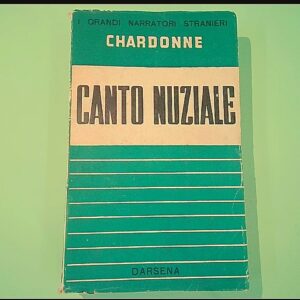 I GRANDI NARRATORI STRANIERI
CHARDONNE
CANTO NUZIALE
DARSENA